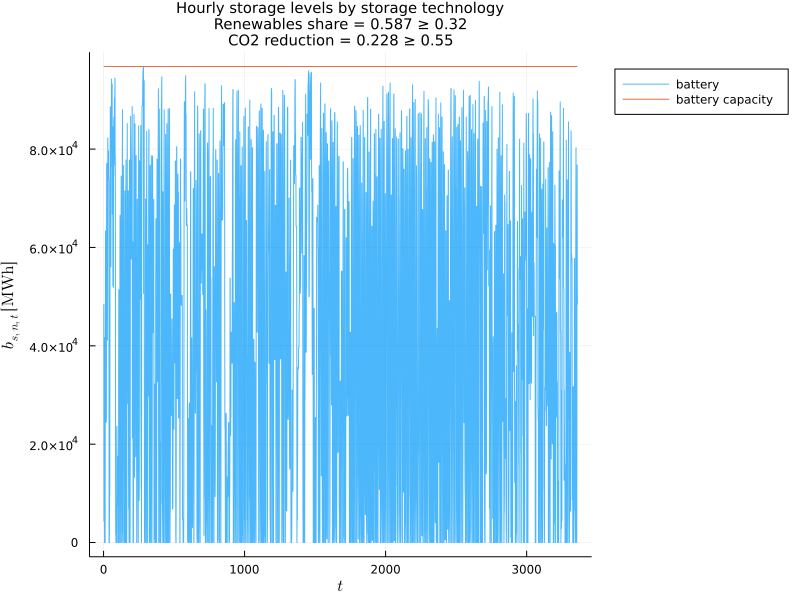 Hourly storage levels by storage technology
Renewables share = 0.587 ≥ 0.32
CO2 reduction = 0.228 ≥ 0.55
battery
battery capacity
8.0×10⁴
6.0×10⁴
4.0×10⁴
2.0×10⁴
0
b_{s,n,t} [MWh]
0 1000 2000 3000
t